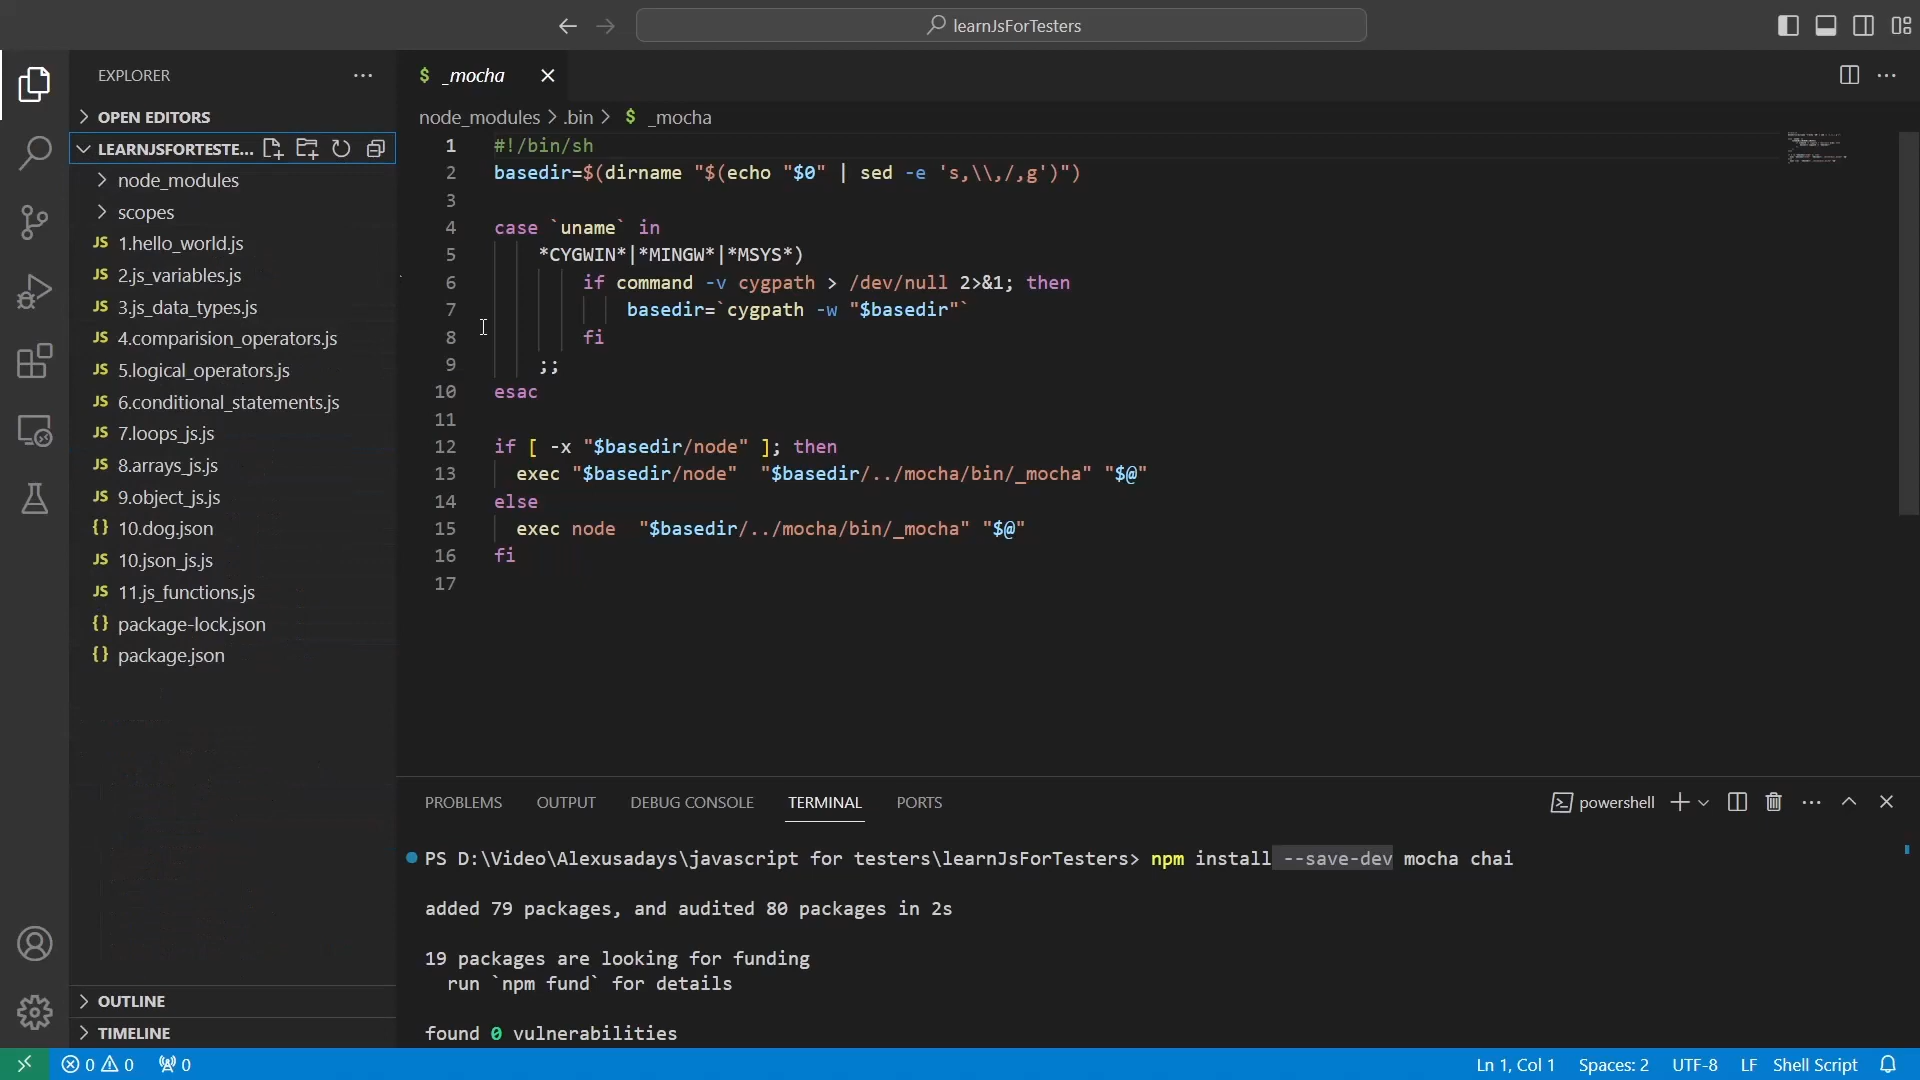 learnJsForTesters
EXPLORER
OPEN EDITORS
LEARNJSFORTESTE...
node_modules
scopes
JS 1.hello_world.js
JS 2.js_variables.js
JS 3.js_data_types.js
JS 4.comparision_operators.js
JS 5.logical_operators.js
JS 6.conditional_statements.js
JS 7.loops_js.js
JS 8.arrays_js.js
JS 9.object_js.js
{} 10.dog.json
JS 10.json_js.js
JS 11.js_functions.js
{} package-lock.json
{} package.json
OUTLINE
TIMELINE
$ _mocha
node_modules > .bin > $ _mocha
1 #!/bin/sh
2 basedir=$(dirname "$(echo "$0" | sed -e 's,\\,/,g')")
3
4 case `uname` in
5 *CYGWIN*|*MINGW*|*MSYS*)
6 if command -v cygpath > /dev/null 2>&1; then
7 basedir=`cygpath -w "$basedir"`
8 fi
9 ;;
10 esac
11
12 if [ -x "$basedir/node" ]; then
13 exec "$basedir/node"  "$basedir/../mocha/bin/_mocha" "$@"
14 else
15 exec node  "$basedir/../mocha/bin/_mocha" "$@"
16 fi
17
PROBLEMS OUTPUT DEBUG CONSOLE TERMINAL PORTS
powershell
PS D:\Video\Alexusadays\javascript for testers\learnJsForTesters> npm install --save-dev mocha chai
added 79 packages, and audited 80 packages in 2s
19 packages are looking for funding
run `npm fund` for details
found 0 vulnerabilities
0 0 0
Ln 1, Col 1 Spaces: 2 UTF-8 LF Shell Script